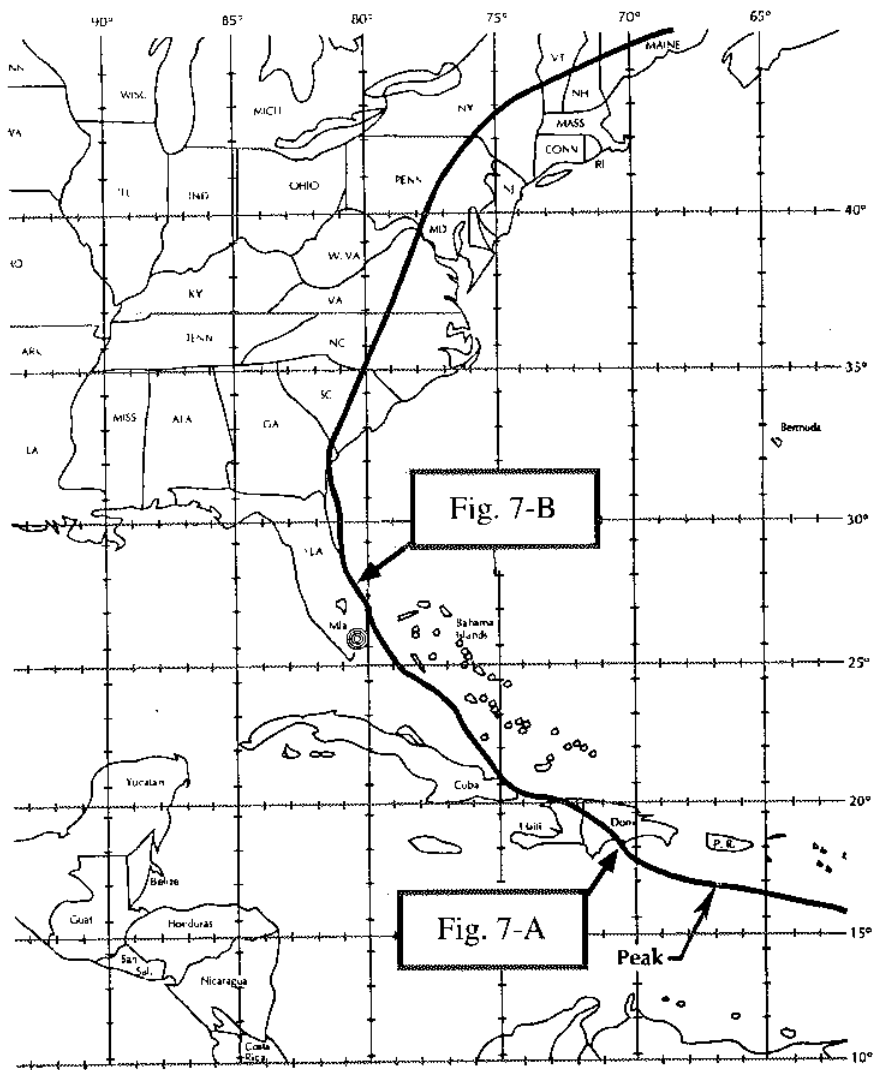 90°
85°
80°
75°
70°
65°
WISC.
MICH
NY
VT
NH
MAINE
MASS
CONN
RI
IND
OHIO
PENN
NJ
MD
40°
W. VA
KY
VA
TENN
NC
ARK
35°
SC
MISS
ALA
GA
LA
Bermuda
Fig. 7-B
30°
Mia
Bahama
Islands
25°
Yucatan
Cuba
20°
Haiti
Dom
P. R.
Belize
Guat
Honduras
Fig. 7-A
15°
San
Sal.
Peak
Nicaragua
Costa
Rica
10°